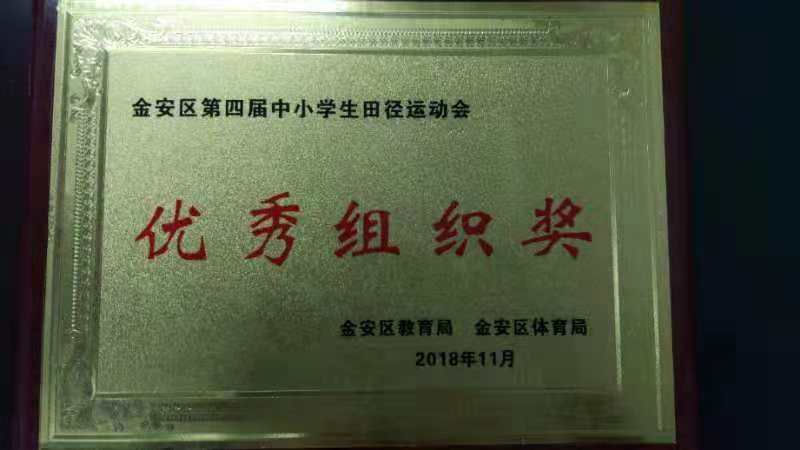 金安区第四届中小学生田径运动会
优秀组织奖
金安区教育局 金安区体育局
2018年11月